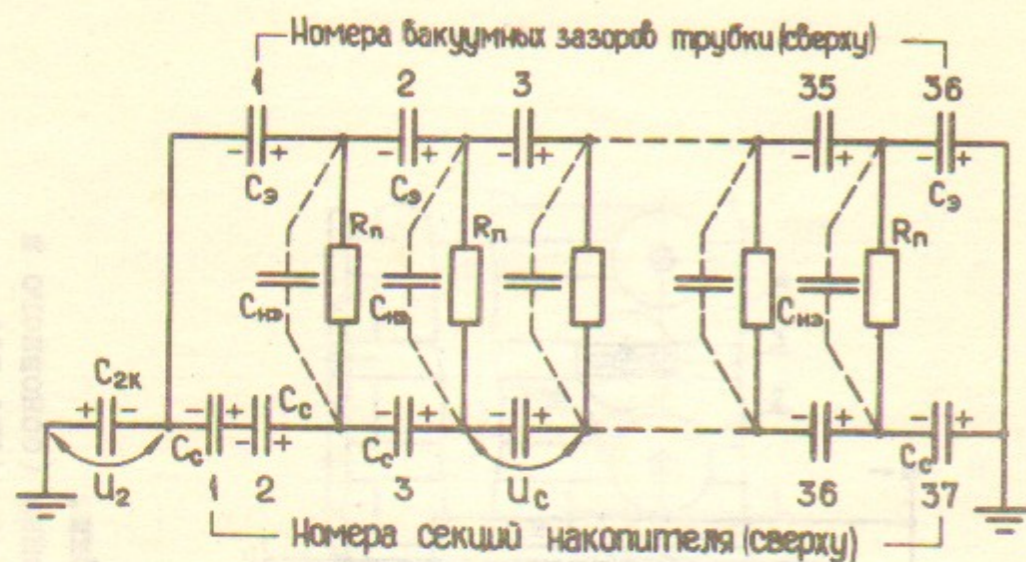 Номера вакуумных зазоров трубки (сверху)
1 2 3 35 36
- + - + - + - + - +
Cэ Cэ Cэ
Rп Rп Rп
Cнэ Cнэ Cнэ
C2к Cс
+ - - + - + - + - + - + - +
Cс Cс Cс
U2 1 2 3 Uс 36 37
Номера секций накопителя (сверху)